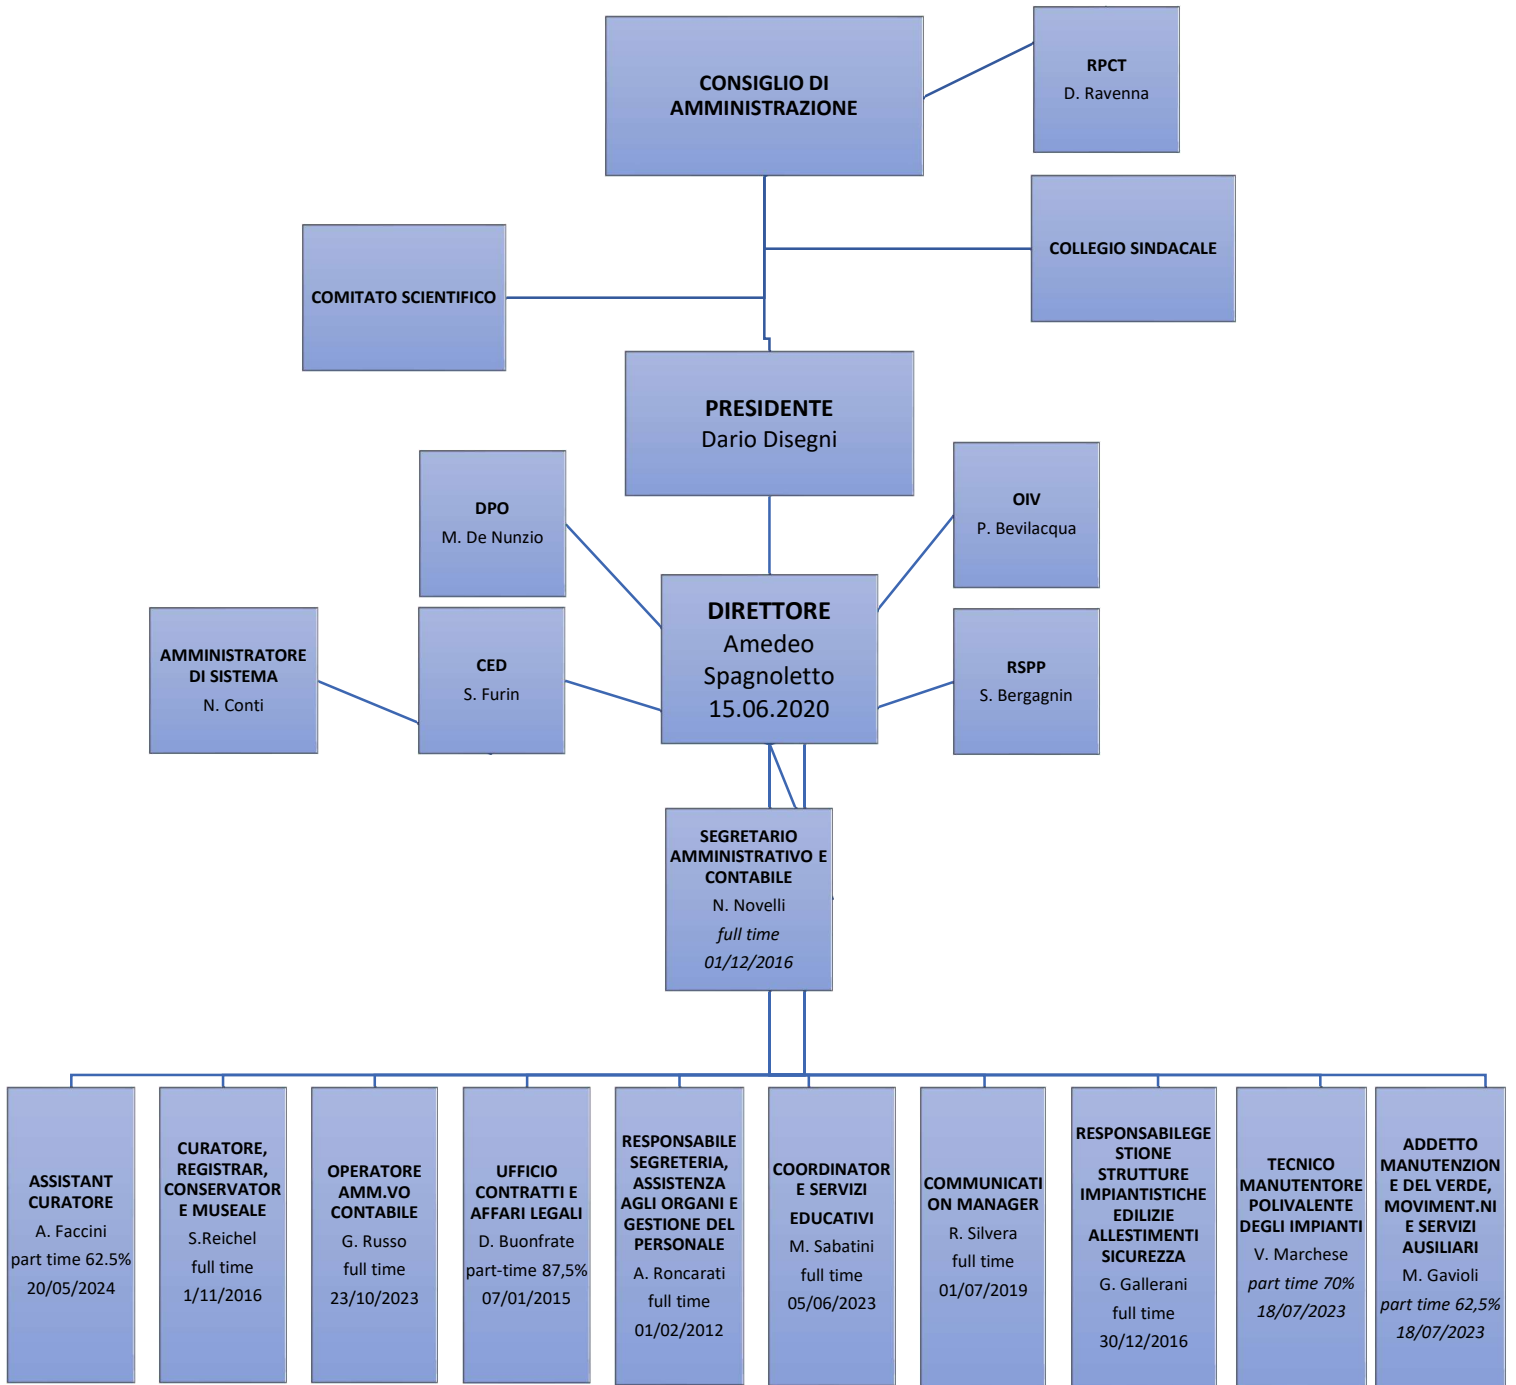 CONSIGLIO DI
AMMINISTRAZIONE
RPCT
D. Ravenna
COLLEGIO SINDACALE
COMITATO SCIENTIFICO
PRESIDENTE
Dario Disegni
DPO
M. De Nunzio
OIV
P. Bevilacqua
DIRETTORE
Amedeo
Spagnoletto
15.06.2020
AMMINISTRATORE
DI SISTEMA
N. Conti
CED
S. Furin
RSPP
S. Bergagnin
SEGRETARIO
AMMINISTRATIVO E
CONTABILE
N. Novelli
full time
01/12/2016
ASSISTANT
CURATORE
A. Faccini
part time 62.5%
20/05/2024
CURATORE,
REGISTRAR,
CONSERVATOR
E MUSEALE
S.Reichel
full time
1/11/2016
OPERATORE
AMM.VO
CONTABILE
G. Russo
full time
23/10/2023
UFFICIO
CONTRATTI E
AFFARI LEGALI
D. Buonfrate
part-time 87,5%
07/01/2015
RESPONSABILE
SEGRETERIA,
ASSISTENZA
AGLI ORGANI E
GESTIONE DEL
PERSONALE
A. Roncarati
full time
01/02/2012
COORDINATOR
E SERVIZI
EDUCATIVI
M. Sabatini
full time
05/06/2023
COMMUNICATI
ON MANAGER
R. Silvera
full time
01/07/2019
RESPONSABILEGE
STIONE
STRUTTURE
IMPIANTISTICHE
EDILIZIE
ALLESTIMENTI
SICUREZZA
G. Gallerani
full time
30/12/2016
TECNICO
MANUTENTORE
POLIVALENTE
DEGLI IMPIANTI
V. Marchese
part time 70%
18/07/2023
ADDETTO
MANUTENZION
E DEL VERDE,
MOVIMENT.NI
E SERVIZI
AUSILIARI
M. Gavioli
part time 62,5%
18/07/2023